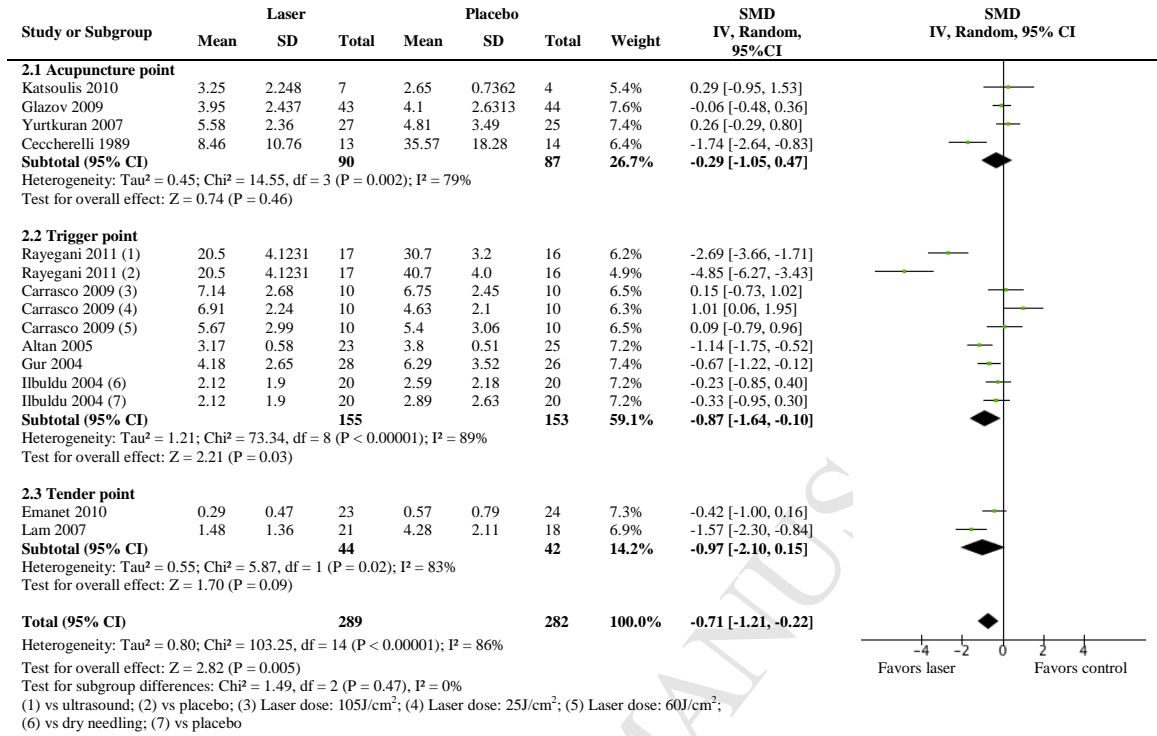 Laser Placebo SMD SMD
Study or Subgroup Mean SD Total Mean SD Total Weight IV, Random, 95%CI IV, Random, 95% CI
2.1 Acupuncture point
Katsoulis 2010 3.25 2.248 7 2.65 0.7362 4 5.4% 0.29 [-0.95, 1.53]
Glazov 2009 3.95 2.437 43 4.1 2.6313 44 7.6% -0.06 [-0.48, 0.36]
Yurtkuran 2007 5.58 2.36 27 4.81 3.49 25 7.4% 0.26 [-0.29, 0.80]
Ceccherelli 1989 8.46 10.76 13 35.57 18.28 14 6.4% -1.74 [-2.64, -0.83]
Subtotal (95% CI) 90 87 26.7% -0.29 [-1.05, 0.47]
Heterogeneity: Tau² = 0.45; Chi² = 14.55, df = 3 (P = 0.002); I² = 79%
Test for overall effect: Z = 0.74 (P = 0.46)
2.2 Trigger point
Rayegani 2011 (1) 20.5 4.1231 17 30.7 3.2 16 6.2% -2.69 [-3.66, -1.71]
Rayegani 2011 (2) 20.5 4.1231 17 40.7 4.0 16 4.9% -4.85 [-6.27, -3.43]
Carrasco 2009 (3) 7.14 2.68 10 6.75 2.45 10 6.5% 0.15 [-0.73, 1.02]
Carrasco 2009 (4) 6.91 2.24 10 4.63 2.1 10 6.3% 1.01 [0.06, 1.95]
Carrasco 2009 (5) 5.67 2.99 10 5.4 3.06 10 6.5% 0.09 [-0.79, 0.96]
Altan 2005 3.17 0.58 23 3.8 0.51 25 7.2% -1.14 [-1.75, -0.52]
Gur 2004 4.18 2.65 28 6.29 3.52 26 7.4% -0.67 [-1.22, -0.12]
Ilbuldu 2004 (6) 2.12 1.9 20 2.59 2.18 20 7.2% -0.23 [-0.85, 0.40]
Ilbuldu 2004 (7) 2.12 1.9 20 2.89 2.63 20 7.2% -0.33 [-0.95, 0.30]
Subtotal (95% CI) 155 153 59.1% -0.87 [-1.64, -0.10]
Heterogeneity: Tau² = 1.21; Chi² = 73.34, df = 8 (P < 0.00001); I² = 89%
Test for overall effect: Z = 2.21 (P = 0.03)
2.3 Tender point
Emanet 2010 0.29 0.47 23 0.57 0.79 24 7.3% -0.42 [-1.00, 0.16]
Lam 2007 1.48 1.36 21 4.28 2.11 18 6.9% -1.57 [-2.30, -0.84]
Subtotal (95% CI) 44 42 14.2% -0.97 [-2.10, 0.15]
Heterogeneity: Tau² = 0.55; Chi² = 5.87, df = 1 (P = 0.02); I² = 83%
Test for overall effect: Z = 1.70 (P = 0.09)
Total (95% CI) 289 282 100.0% -0.71 [-1.21, -0.22]
Heterogeneity: Tau² = 0.80; Chi² = 103.25, df = 14 (P < 0.00001); I² = 86%
-4 -2 0 2 4
Test for overall effect: Z = 2.82 (P = 0.005)
Favors laser Favors control
Test for subgroup differences: Chi² = 1.49, df = 2 (P = 0.47), I² = 0%
(1) vs ultrasound; (2) vs placebo; (3) Laser dose: 105J/cm²; (4) Laser dose: 25J/cm²; (5) Laser dose: 60J/cm²;
(6) vs dry needling; (7) vs placebo
MANUS